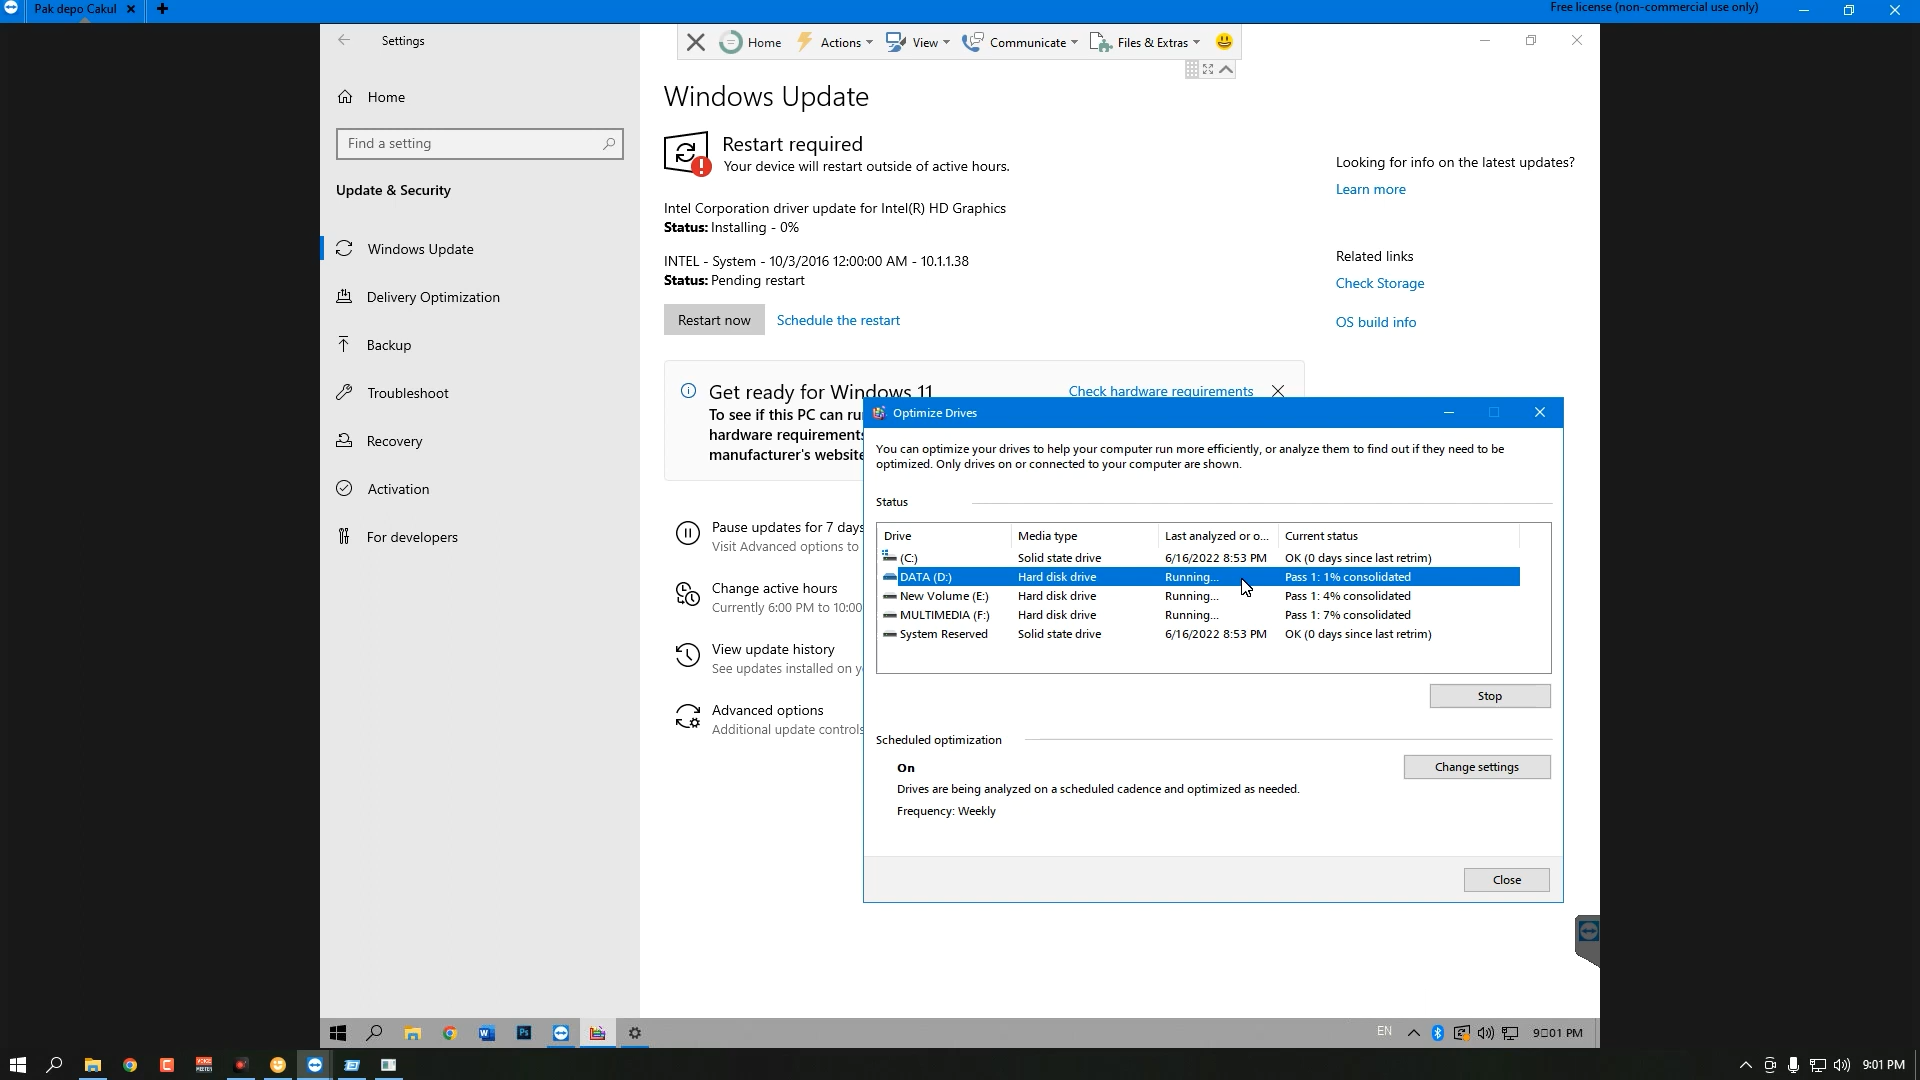 Pak depo Cakul
Free license (non-commercial use only)
Settings
Home
Actions
View
Communicate
Files & Extras
Home
Find a setting
Update & Security
Windows Update
Delivery Optimization
Backup
Troubleshoot
Recovery
Activation
For developers
Windows Update
Restart required
Your device will restart outside of active hours.
Intel Corporation driver update for Intel(R) HD Graphics
Status: Installing - 0%
INTEL - System - 10/3/2016 12:00:00 AM - 10.1.1.38
Status: Pending restart
Restart now
Schedule the restart
Looking for info on the latest updates?
Learn more
Related links
Check Storage
OS build info
Get ready for Windows 11
Check hardware requirements
To see if this PC can ru
hardware requirements
manufacturer's website
Pause updates for 7 days
Visit Advanced options to
Change active hours
Currently 6:00 PM to 10:00
View update history
See updates installed on y
Advanced options
Additional update controls
Optimize Drives
You can optimize your drives to help your computer run more efficiently, or analyze them to find out if they need to be
optimized. Only drives on or connected to your computer are shown.
Status
Drive Media type Last analyzed or o... Current status
(C:) Solid state drive 6/16/2022 8:53 PM OK (0 days since last retrim)
DATA (D:) Hard disk drive Running... Pass 1: 1% consolidated
New Volume (E:) Hard disk drive Running... Pass 1: 4% consolidated
MULTIMEDIA (F:) Hard disk drive Running... Pass 1: 7% consolidated
System Reserved Solid state drive 6/16/2022 8:53 PM OK (0 days since last retrim)
Stop
Scheduled optimization
On
Change settings
Drives are being analyzed on a scheduled cadence and optimized as needed.
Frequency: Weekly
Close
EN
9▯01 PM
9:01 PM